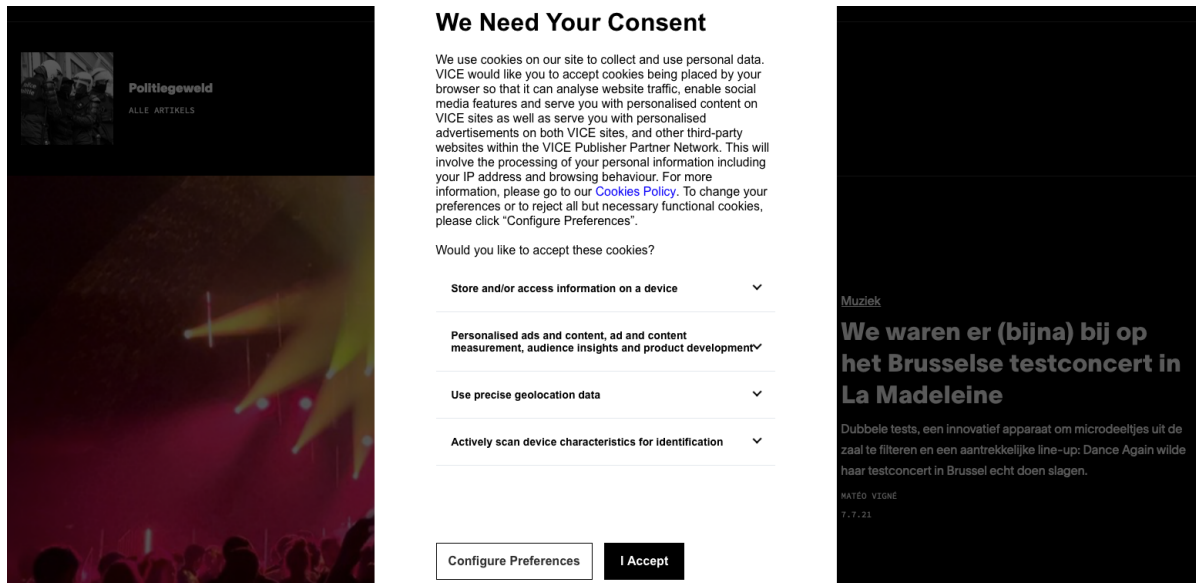 Politiegeweld
ALLE ARTIKELS
We Need Your Consent
We use cookies on our site to collect and use personal data.
VICE would like you to accept cookies being placed by your
browser so that it can analyse website traffic, enable social
media features and serve you with personalised content on
VICE sites as well as serve you with personalised
advertisements on both VICE sites, and other third-party
websites within the VICE Publisher Partner Network. This will
involve the processing of your personal information including
your IP address and browsing behaviour. For more
information, please go to our Cookies Policy. To change your
preferences or to reject all but necessary functional cookies,
please click “Configure Preferences”.
Would you like to accept these cookies?
Store and/or access information on a device
Personalised ads and content, ad and content
measurement, audience insights and product development
Use precise geolocation data
Actively scan device characteristics for identification
Configure Preferences
I Accept
Muziek
We waren er (bijna) bij op
het Brusselse testconcert in
La Madeleine
Dubbele tests, een innovatief apparaat om microdeeltjes uit de
zaal te filteren en een aantrekkelijke line-up: Dance Again wilde
haar testconcert in Brussel echt doen slagen.
MATÉO VIGNÉ
7.7.21